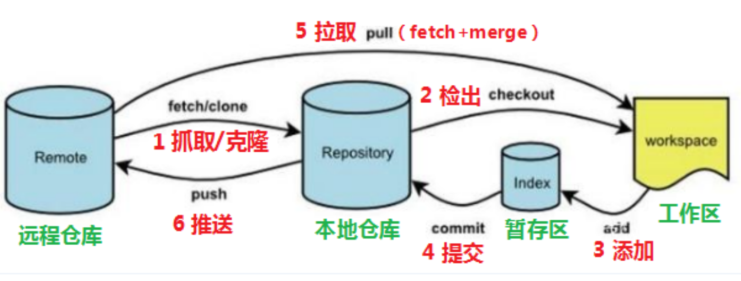 5 拉取 pull ( fetch+merge )
fetch/clone
2 检出 checkout
1 抓取/克隆
Remote
Repository
workspace
Index
push
6 推送
commit
add
远程仓库
本地仓库
暂存区
工作区
4 提交
3 添加